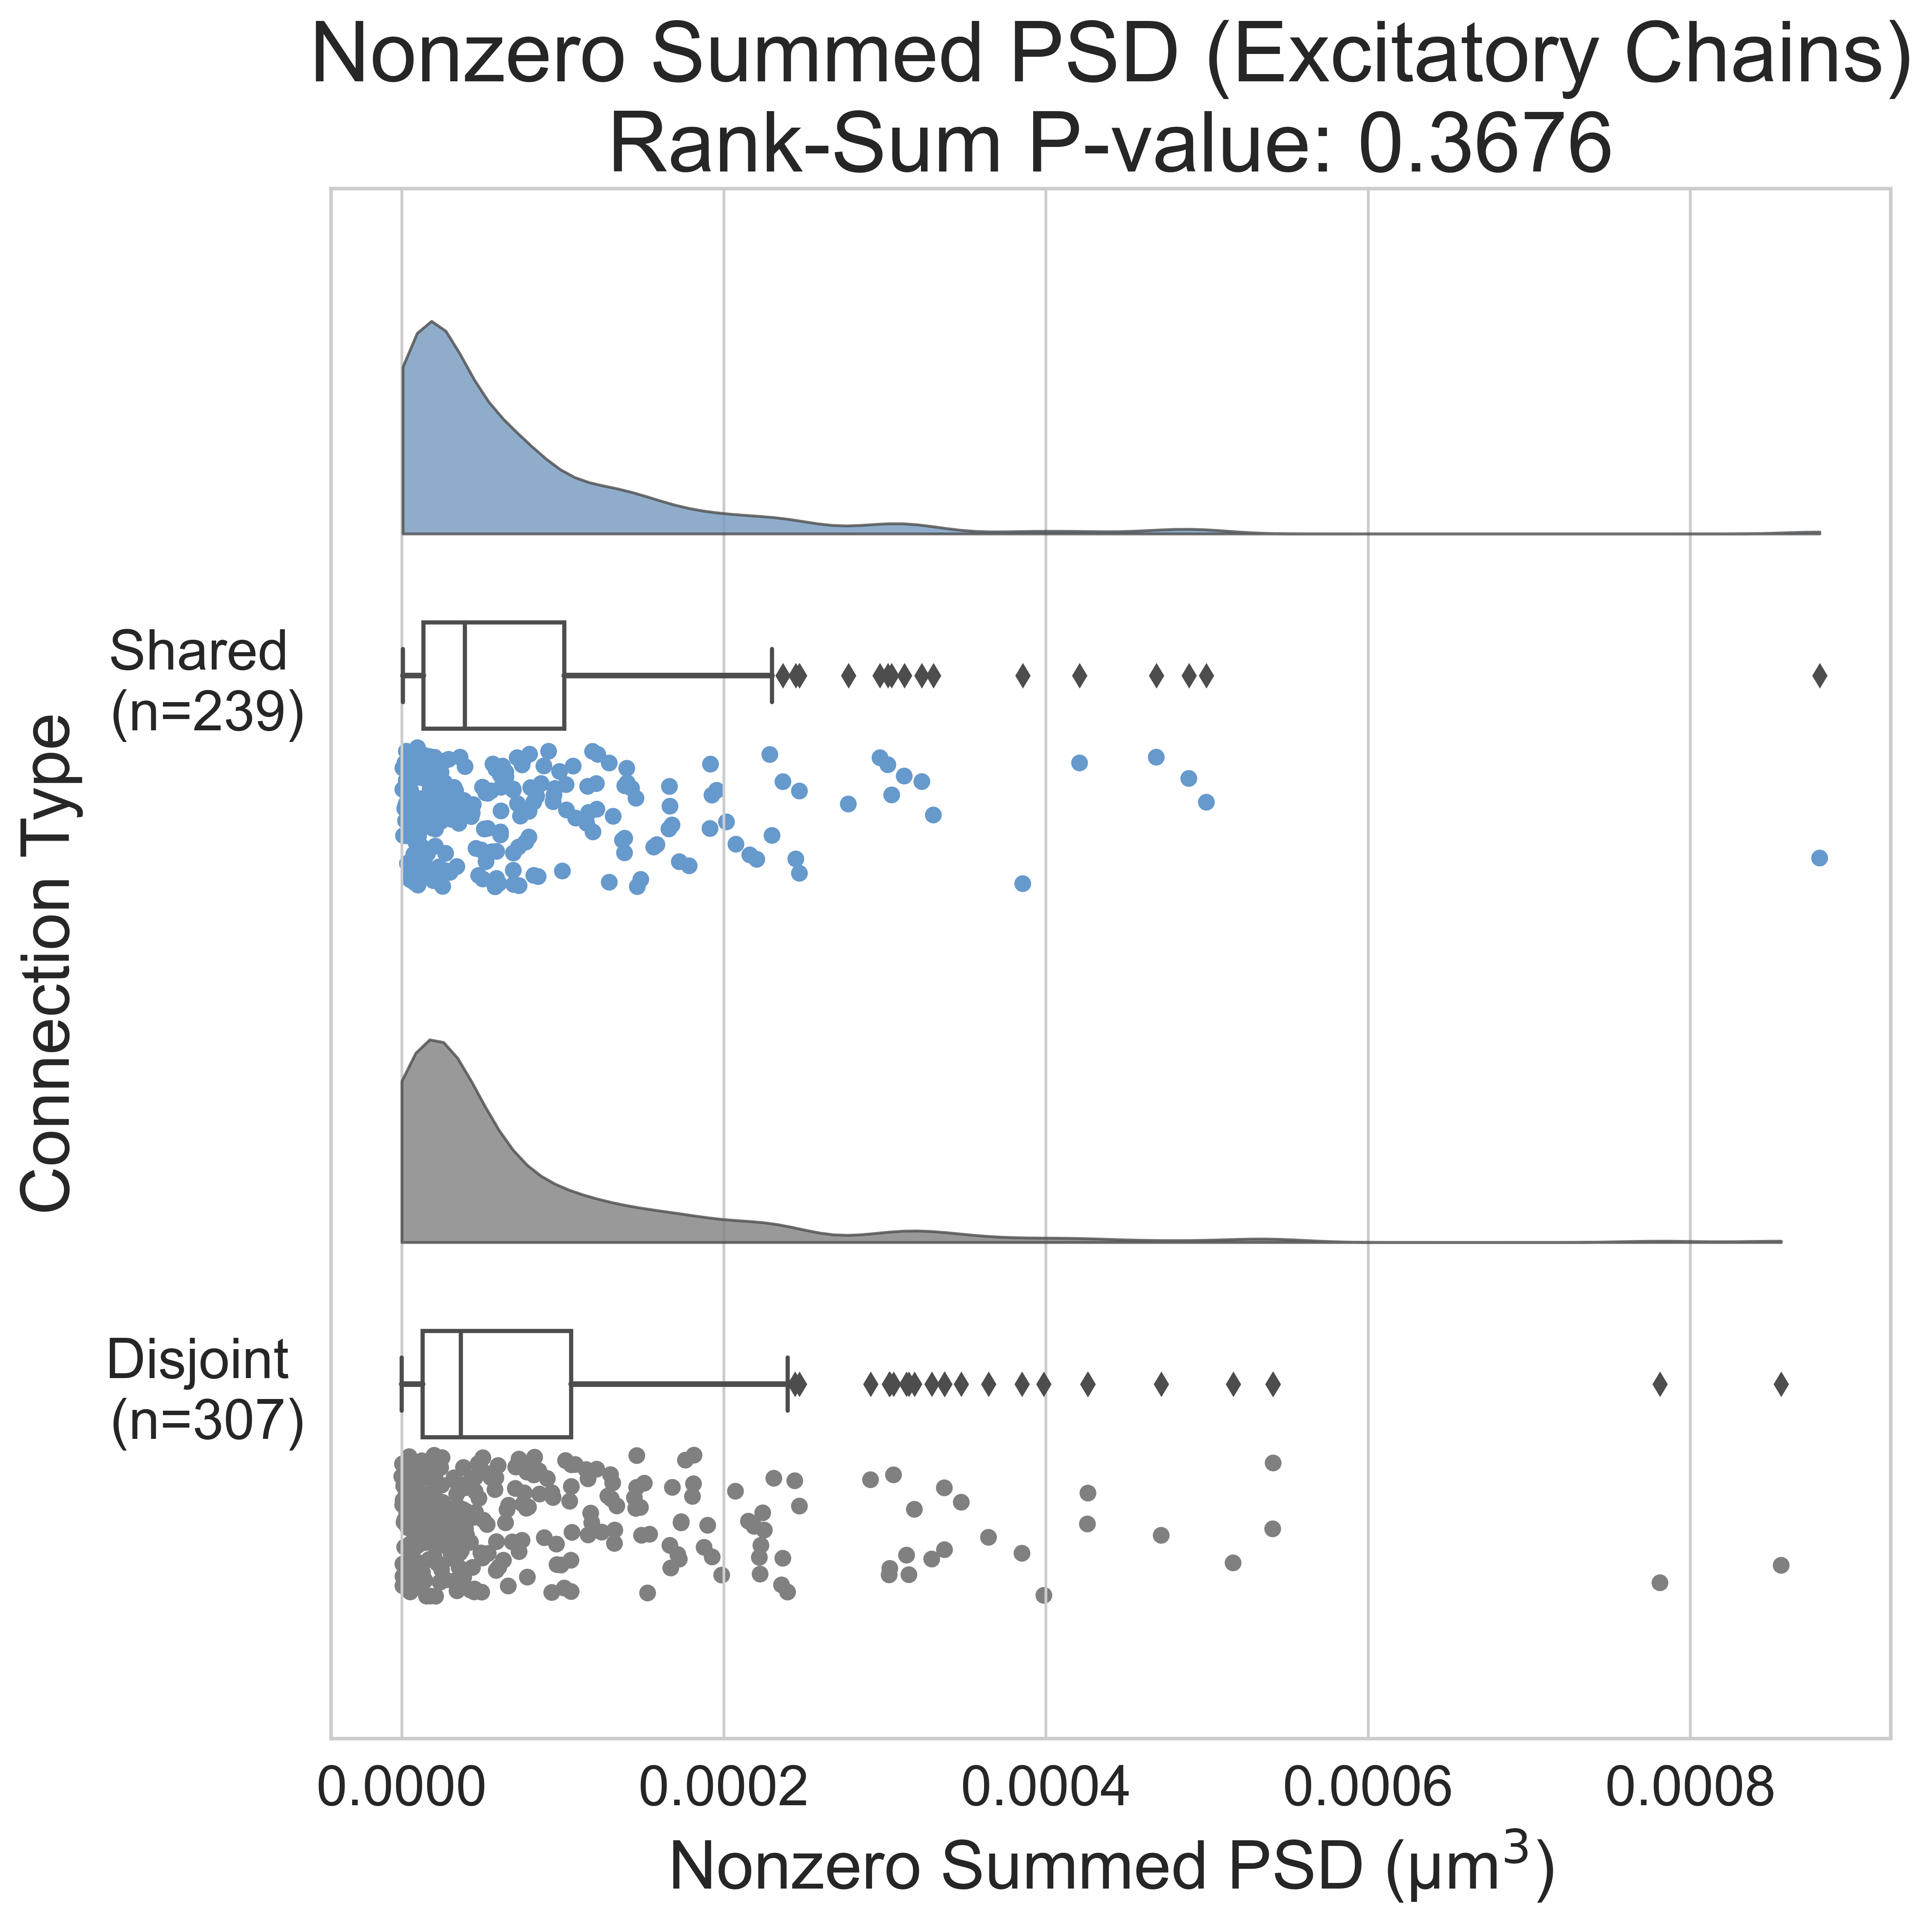 Nonzero Summed PSD (Excitatory Chains)
Rank-Sum P-value: 0.3676
Connection Type
Shared
(n=239)
Disjoint
(n=307)
0.0000 0.0002 0.0004 0.0006 0.0008
Nonzero Summed PSD (μm³)